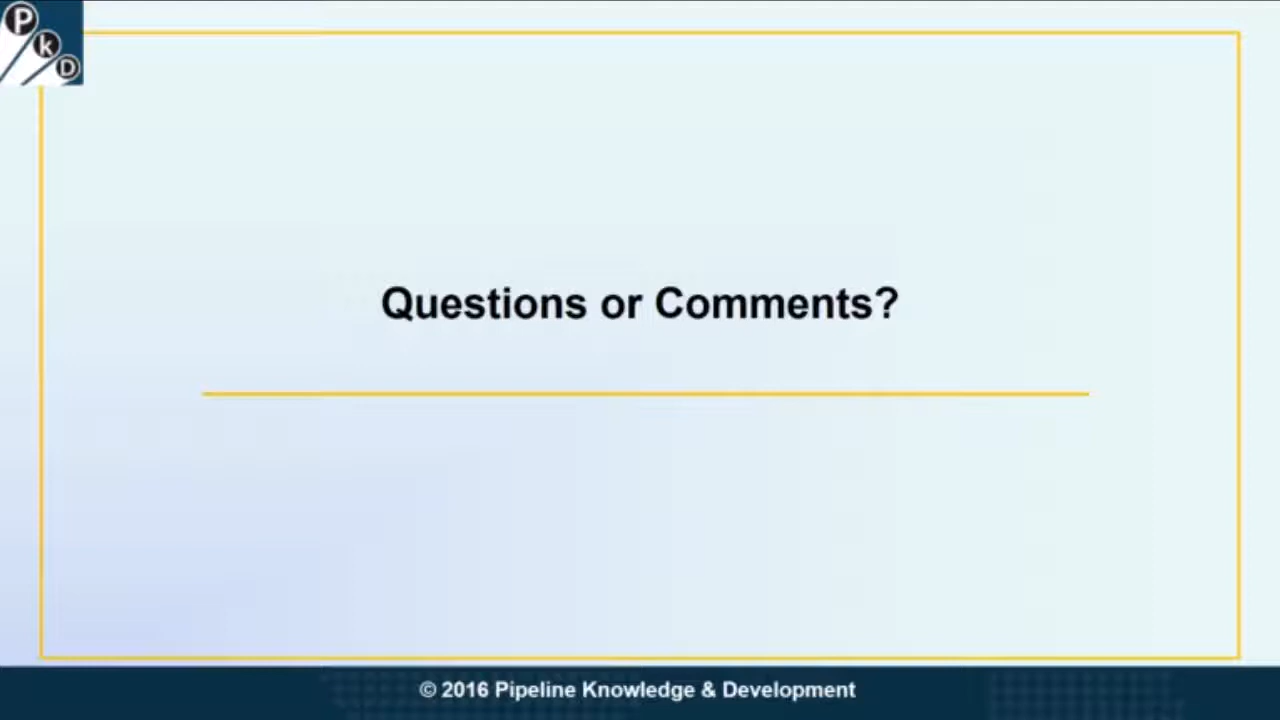 P
k
D
Questions or Comments?
© 2016 Pipeline Knowledge & Development